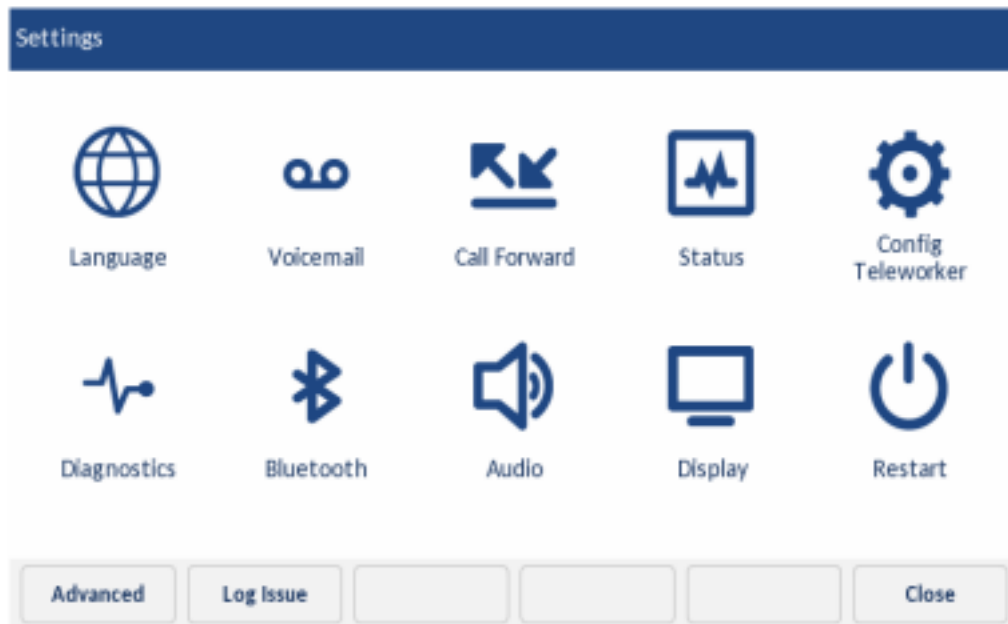 Settings
Language
Voicemail
Call Forward
Status
Config
Teleworker
Diagnostics
Bluetooth
Audio
Display
Restart
Advanced
Log Issue
Close